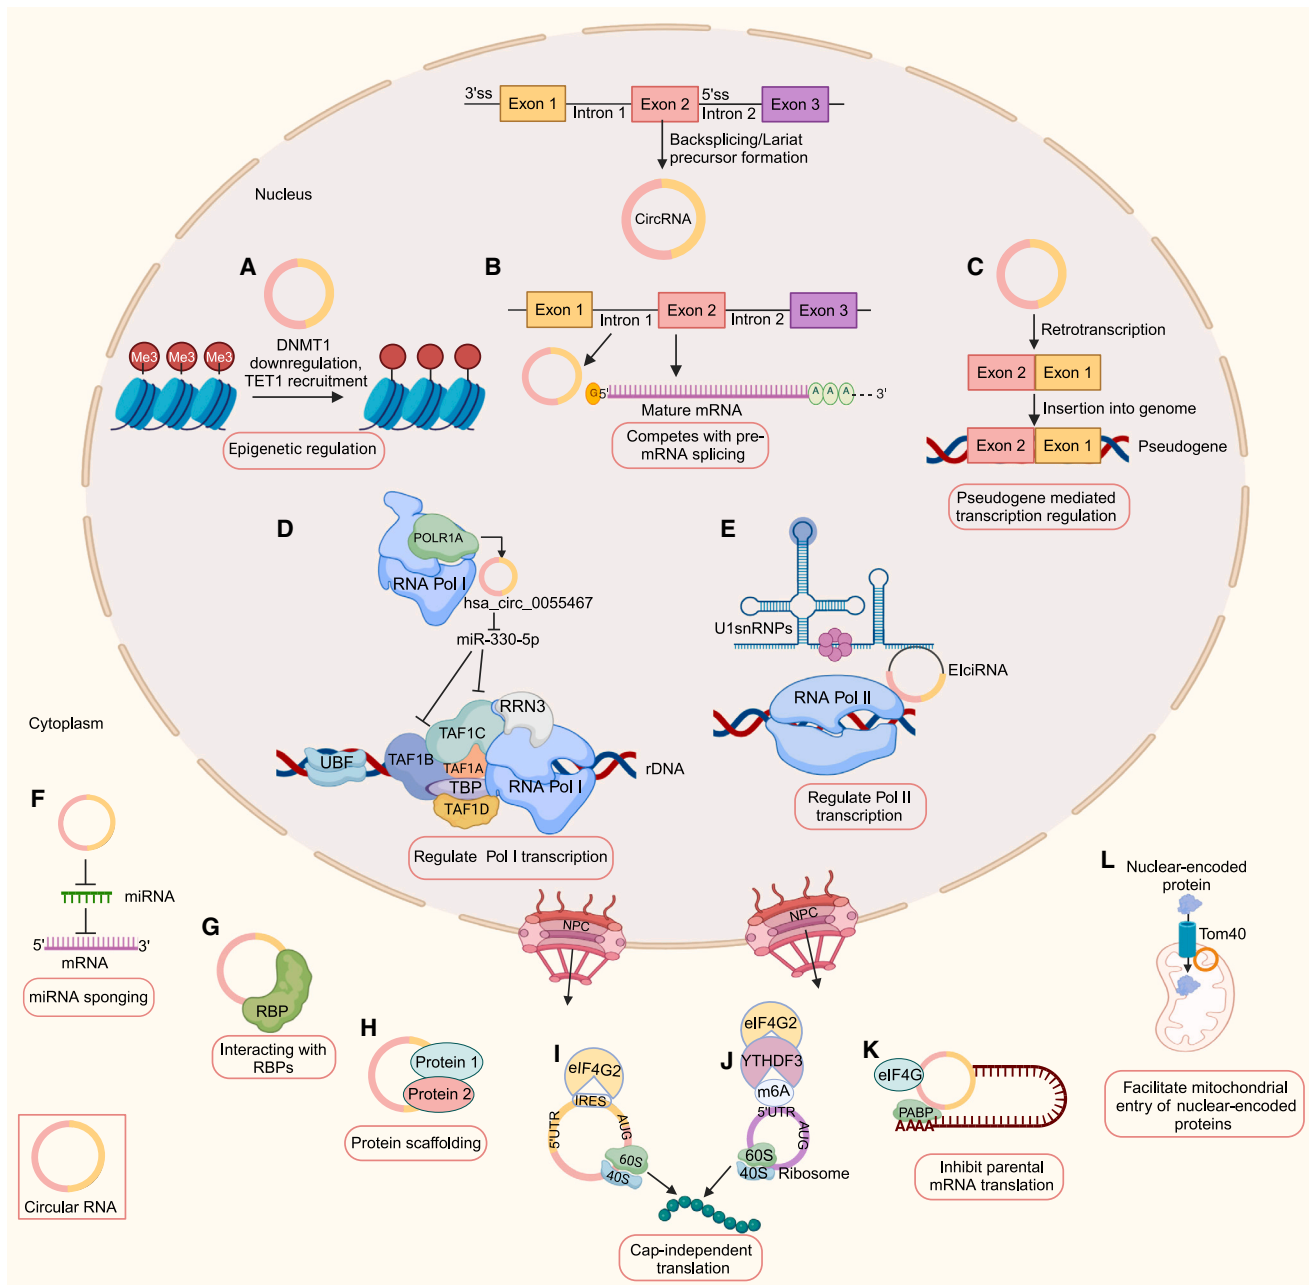 3'ss
Exon 1
Intron 1
Exon 2
5'ss
Intron 2
Exon 3
Backsplicing/Lariat
precursor formation
CircRNA
Nucleus
A
Me3
Me3
Me3
DNMT1
downregulation,
TET1 recruitment
Epigenetic regulation
B
Exon 1
Intron 1
Exon 2
Intron 2
Exon 3
G
5'
A
A
A
3'
Mature mRNA
Competes with pre-
mRNA splicing
C
Retrotranscription
Exon 2
Exon 1
Insertion into genome
Exon 2
Exon 1
Pseudogene
Pseudogene mediated
transcription regulation
D
POLR1A
RNA Pol I
hsa_circ_0055467
miR-330-5p
RRN3
TAF1C
UBF
TAF1B
TAF1A
TBP
RNA Pol I
TAF1D
rDNA
Regulate Pol I transcription
E
U1snRNPs
ElciRNA
RNA Pol II
Regulate Pol II
transcription
Cytoplasm
NPC
NPC
F
miRNA
5'
3'
mRNA
miRNA sponging
G
RBP
Interacting with
RBPs
H
Protein 1
Protein 2
Protein scaffolding
I
eIF4G2
IRES
5'UTR
AUG
60S
40S
J
eIF4G2
YTHDF3
m6A
5'UTR
AUG
60S
40S
Ribosome
Cap-independent
translation
K
eIF4G
PABP
AAAA
Inhibit parental
mRNA translation
L
Nuclear-encoded
protein
Tom40
Facilitate mitochondrial
entry of nuclear-encoded
proteins
Circular RNA